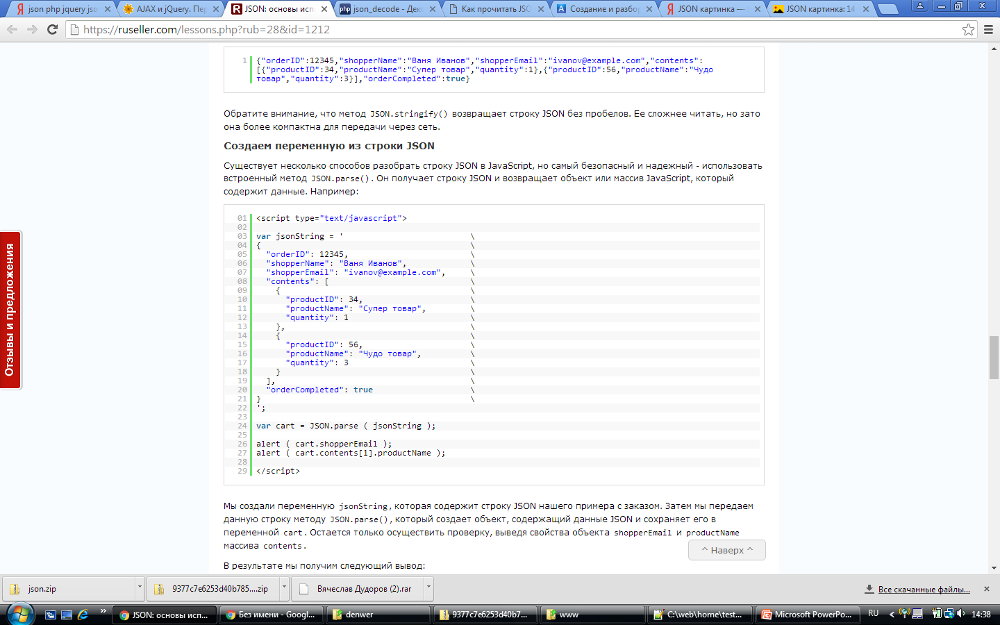 json php jquery jso
AJAX и jQuery. Пер
JSON: основы исп
json_decode - Дек
Как прочитать JSO
Создание и разбор
JSON картинка —
JSON картинка: 14
https://ruseller.com/lessons.php?rub=28&id=1212
1 {"orderID":12345,"shopperName":"Ваня Иванов","shopperEmail":"ivanov@example.com","contents":
[{"productID":34,"productName":"Супер товар","quantity":1},{"productID":56,"productName":"Чудо
товар","quantity":3}],"orderCompleted":true}
Обратите внимание, что метод JSON.stringify() возвращает строку JSON без пробелов. Ее сложнее читать, но зато
она более компактна для передачи через сеть.
Создаем переменную из строки JSON
Существует несколько способов разобрать строку JSON в JavaScript, но самый безопасный и надежный - использовать
встроенный метод JSON.parse(). Он получает строку JSON и возвращает объект или массив JavaScript, который
содержит данные. Например:
01 <script type="text/javascript">
02
03 var jsonString = ' \
04 { \
05 "orderID": 12345, \
06 "shopperName": "Ваня Иванов", \
07 "shopperEmail": "ivanov@example.com", \
08 "contents": [ \
09 { \
10 "productID": 34, \
11 "productName": "Супер товар", \
12 "quantity": 1 \
13 }, \
14 { \
15 "productID": 56, \
16 "productName": "Чудо товар", \
17 "quantity": 3 \
18 } \
19 ], \
20 "orderCompleted": true \
21 } \
22 ';
23
24 var cart = JSON.parse ( jsonString );
25
26 alert ( cart.shopperEmail );
27 alert ( cart.contents[1].productName );
28
29 </script>
Мы создали переменную jsonString, которая содержит строку JSON нашего примера с заказом. Затем мы передаем
данную строку методу JSON.parse(), который создает объект, содержащий данные JSON и сохраняет его в
переменной cart. Остается только осуществить проверку, выведя свойства объекта shopperEmail и productName
массива contents.
^ Наверх ^
В результате мы получим следующий вывод:
Отзывы и предложения
json.zip
9377c7e6253d40b785....zip
Вячеслав Дудоров (2).rar
Все скачанные файлы...
JSON: основы исп...
Без имени - Googl...
denwer
9377c7e6253d40b7...
www
C:\web\home\test...
Microsoft PowerPo...
RU
14:38